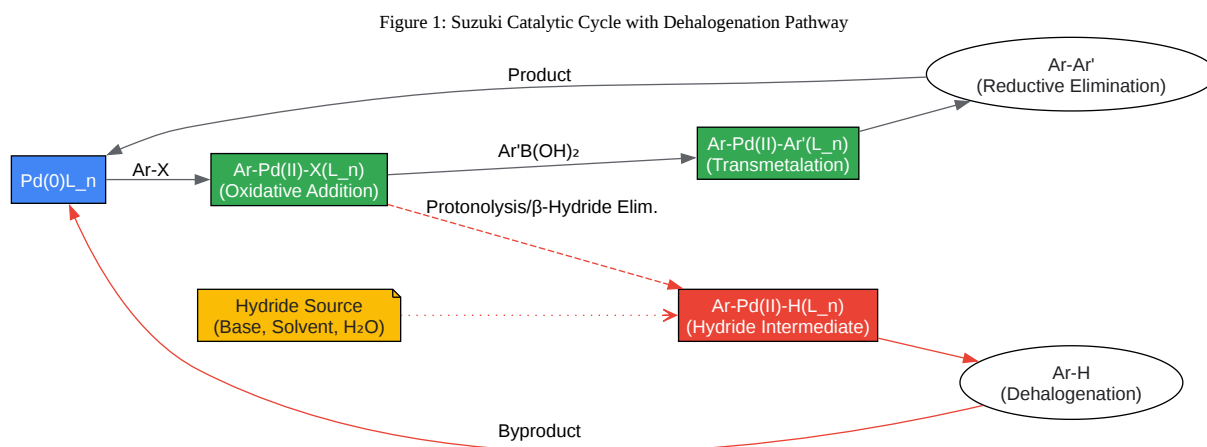 Figure 1: Suzuki Catalytic Cycle with Dehalogenation Pathway
Ar-Ar'
(Reductive Elimination)
Product
Pd(0)L_n
Ar-X
Ar-Pd(II)-X(L_n)
(Oxidative Addition)
Ar'B(OH)₂
Ar-Pd(II)-Ar'(L_n)
(Transmetalation)
Protonolysis/β-Hydride Elim.
Hydride Source
(Base, Solvent, H₂O)
Ar-Pd(II)-H(L_n)
(Hydride Intermediate)
Ar-H
(Dehalogenation)
Byproduct